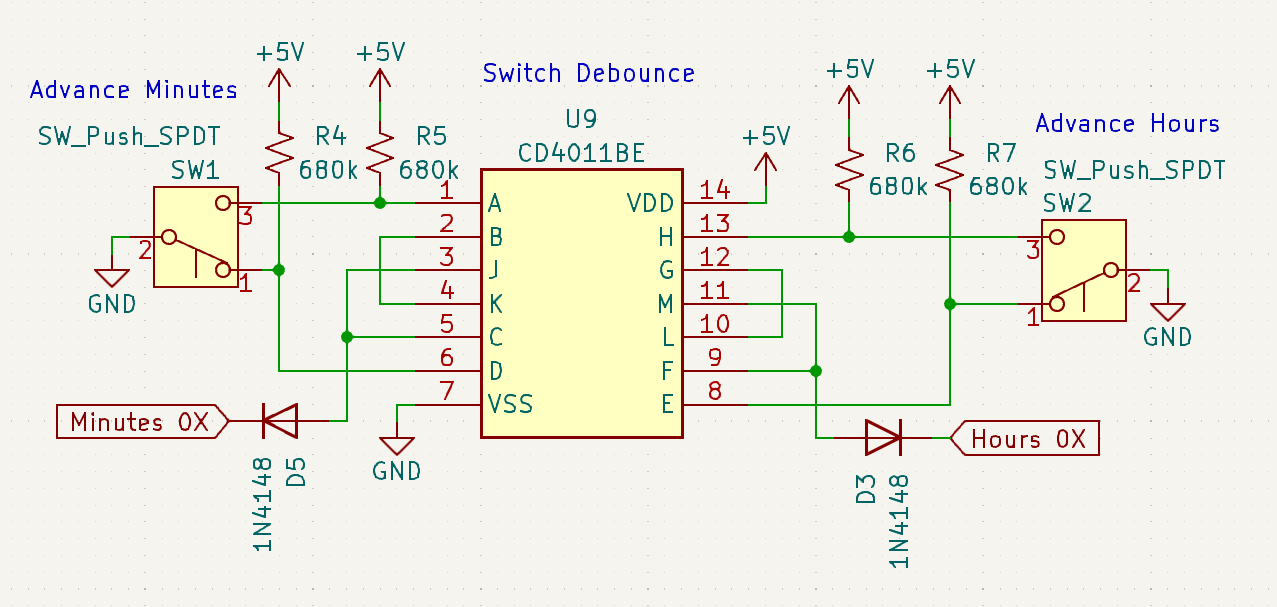 +5V
+5V
Advance Minutes
Switch Debounce
+5V
+5V
SW_Push_SPDT
SW1
R4
680k
R5
680k
U9
CD4011BE
+5V
R6
680k
R7
680k
Advance Hours
SW_Push_SPDT
SW2
3
2
1
GND
1 A
2 B
3 J
4 K
5 C
6 D
7 VSS
VDD 14
H 13
G 12
M 11
L 10
F 9
E 8
3
2
1
GND
Minutes 0X
1N4148
D5
GND
D3
1N4148
Hours 0X